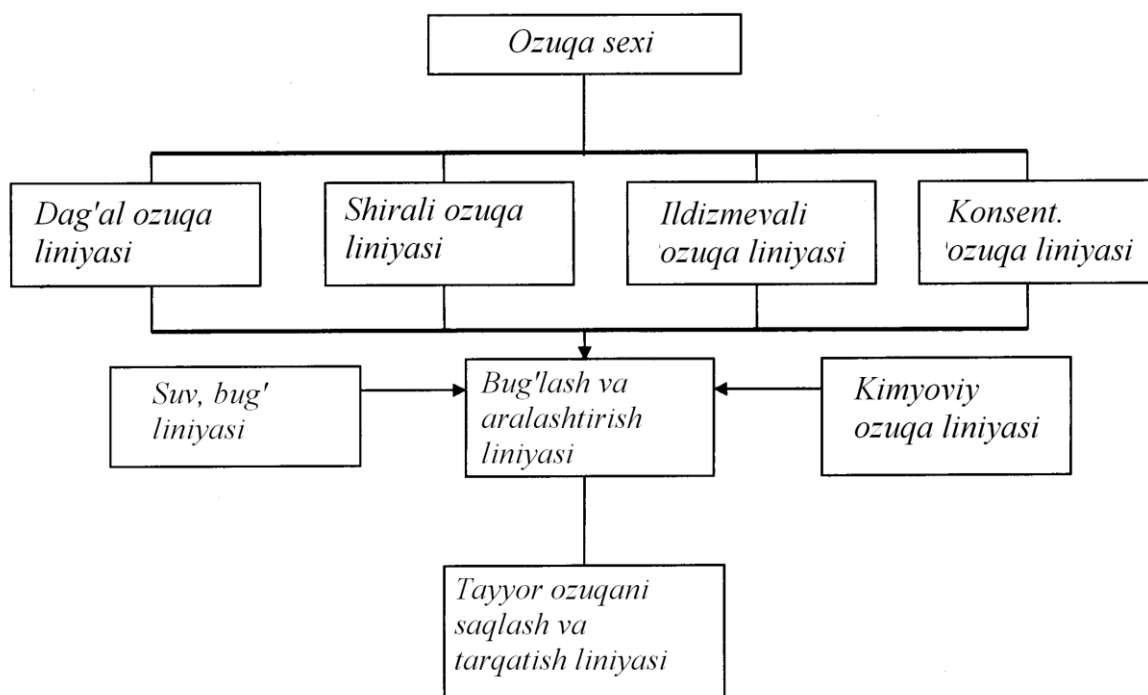 Ozuqa sexi
Dag'al ozuqa
liniyasi
Shirali ozuqa
liniyasi
Ildizmevali
ozuqa liniyasi
Konsent.
ozuqa liniyasi
Suv, bug'
liniyasi
Bug'lash va
aralashtirish
liniyasi
Kimyoviy
ozuqa liniyasi
Tayyor ozuqani
saqlash va
tarqatish liniyasi